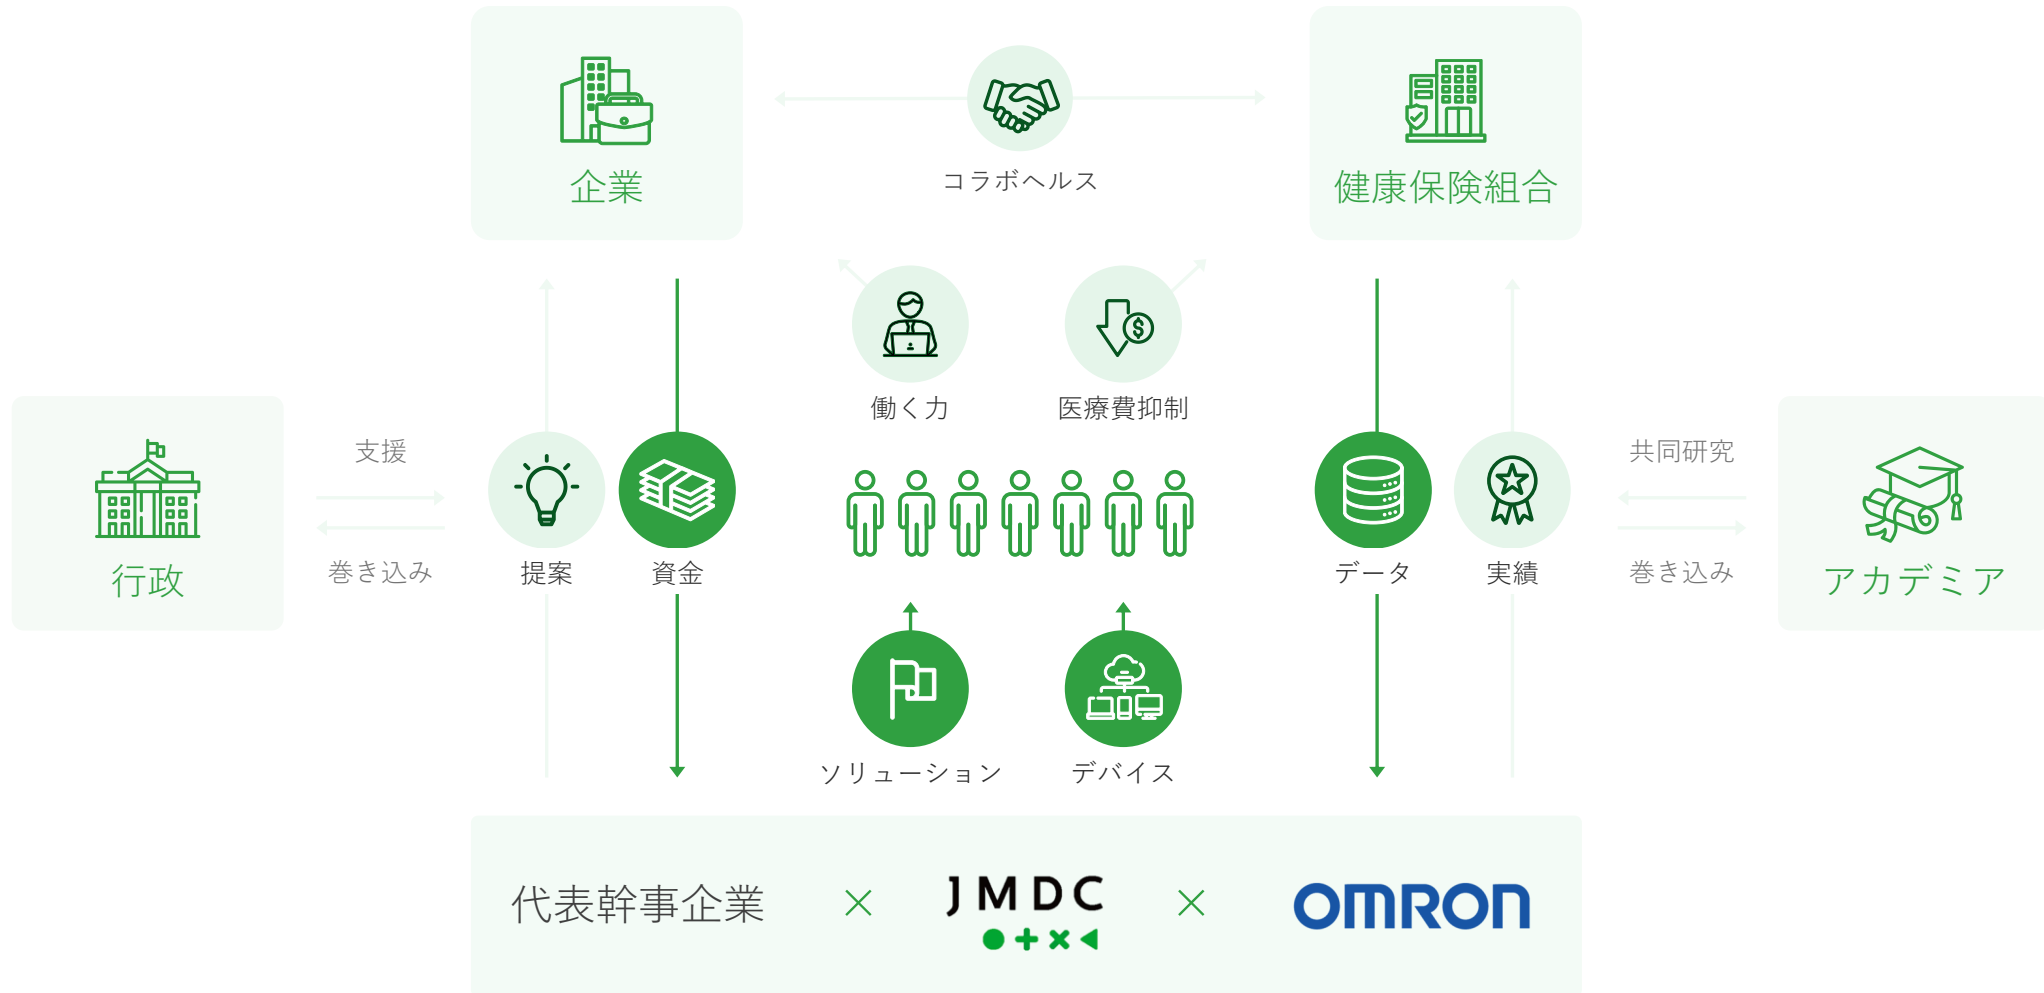 企業
コラボヘルス
健康保険組合
働く力
医療費抑制
行政
支援
巻き込み
提案
資金
データ
実績
共同研究
巻き込み
アカデミア
ソリューション
デバイス
代表幹事企業 × JMDC × OMRON